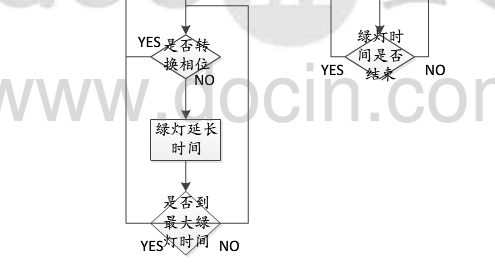 YES
是否转
换相位
NO
绿灯延长
时间
是否到
最大绿
灯时间
YES
NO
绿灯时
间是否
结束
YES
NO
www.docin.com